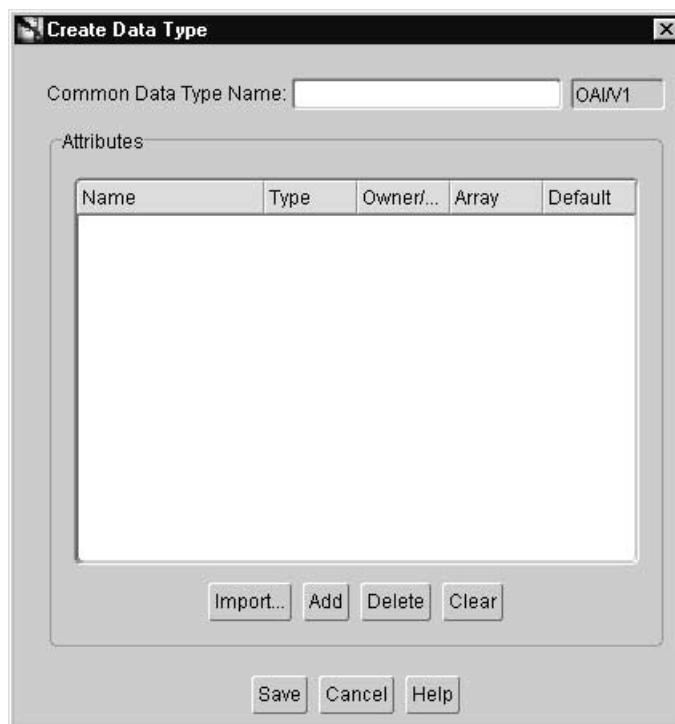 Create Data Type
Common Data Type Name: OAI/V1
Attributes
Name Type Owner/... Array Default
Import... Add Delete Clear
Save Cancel Help